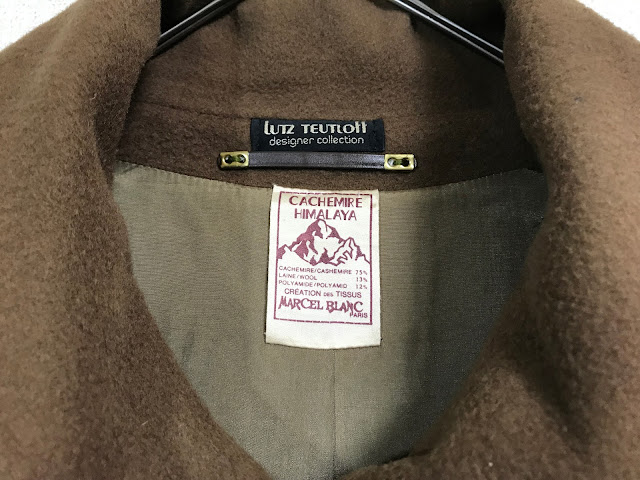 LUTZ TEUTLOFF
designer collection
CACHEMIRE
HIMALAYA
CACHEMIRE/CASHEMIRE 75%
LAINE/WOOL 13%
POLYAMIDE/POLYAMID 12%
CRÉATION DES TISSUS
MARCEL BLANC
PARIS